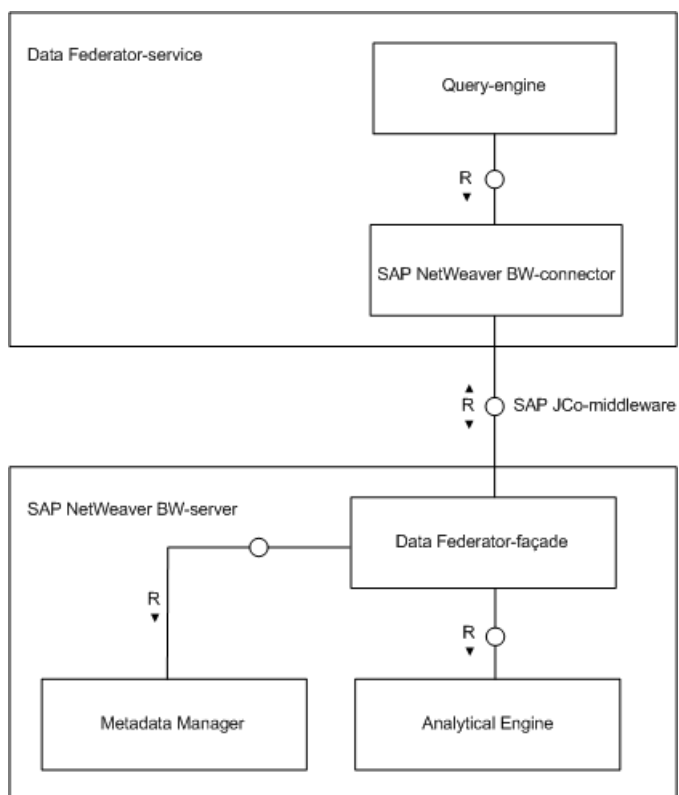 Data Federator-service
Query-engine
R
▼
SAP NetWeaver BW-connector
▲
R
▼
SAP JCo-middleware
SAP NetWeaver BW-server
Data Federator-façade
R
▼
R
▼
Metadata Manager
Analytical Engine